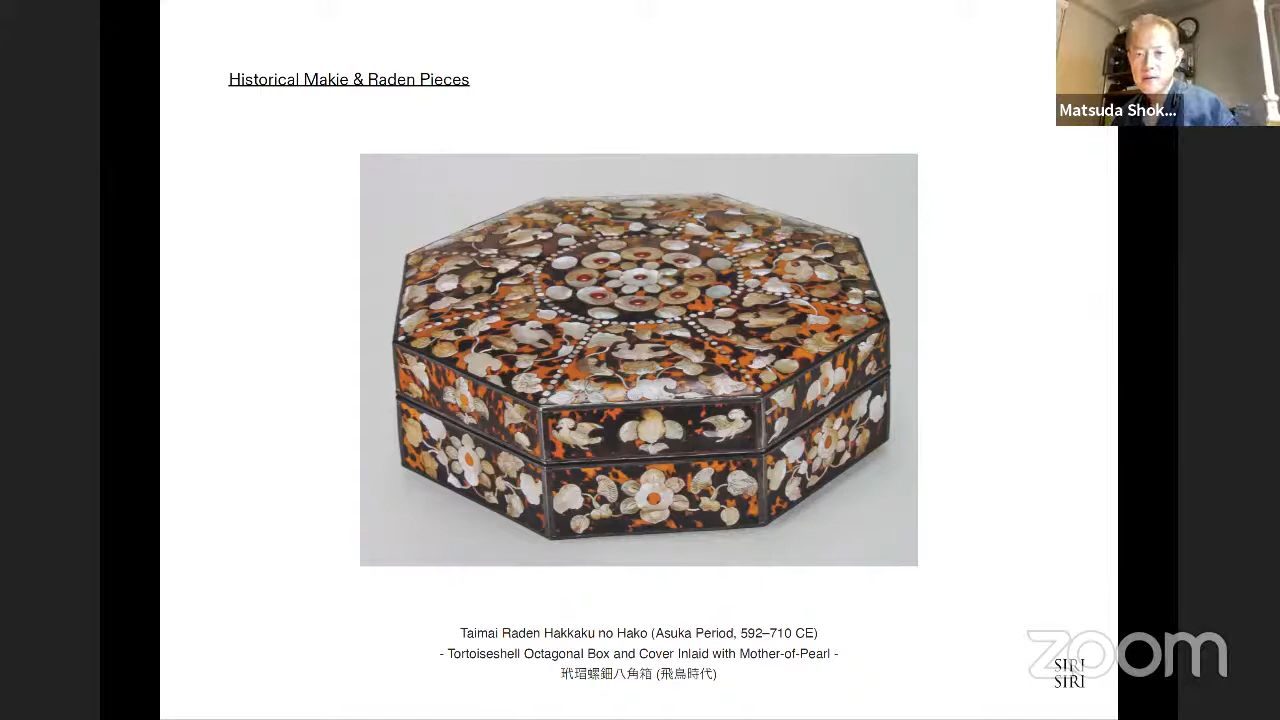 Historical Makie & Raden Pieces
Matsuda Shok...
Taimai Raden Hakkaku no Hako (Asuka Period, 592–710 CE)
- Tortoiseshell Octagonal Box and Cover Inlaid with Mother-of-Pearl -
玳瑁螺鈿八角箱 (飛鳥時代)
zoom
SIRI
SIRI